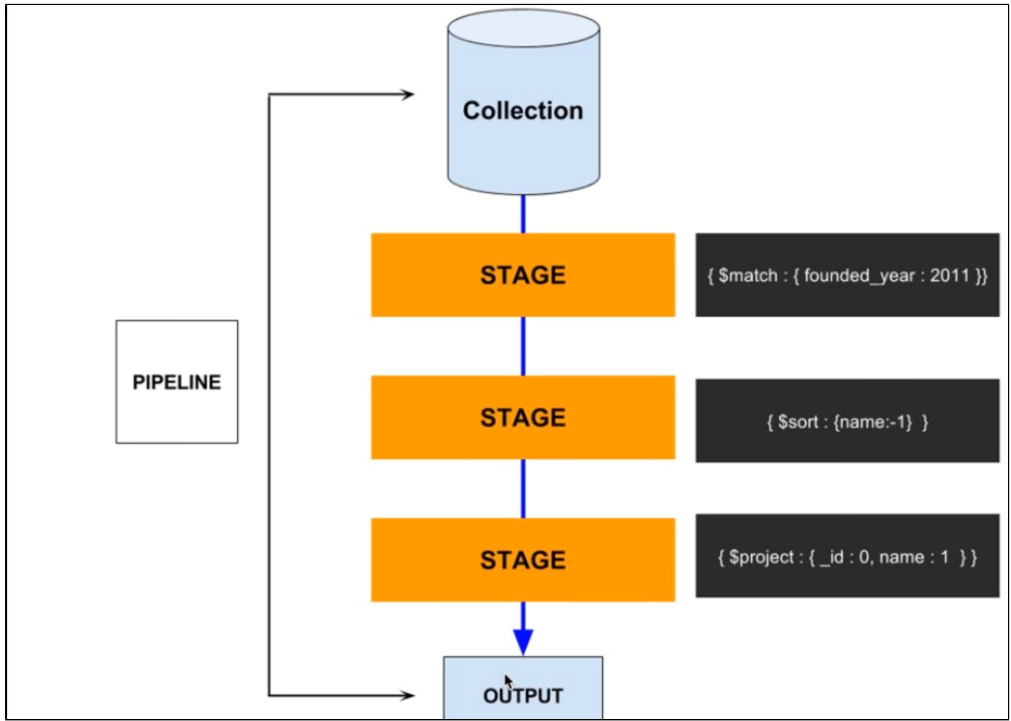 Collection
STAGE
{ $match : { founded_year : 2011 }}
STAGE
{ $sort : {name:-1}  }
PIPELINE
STAGE
{ $project : { _id : 0, name : 1  } }
OUTPUT